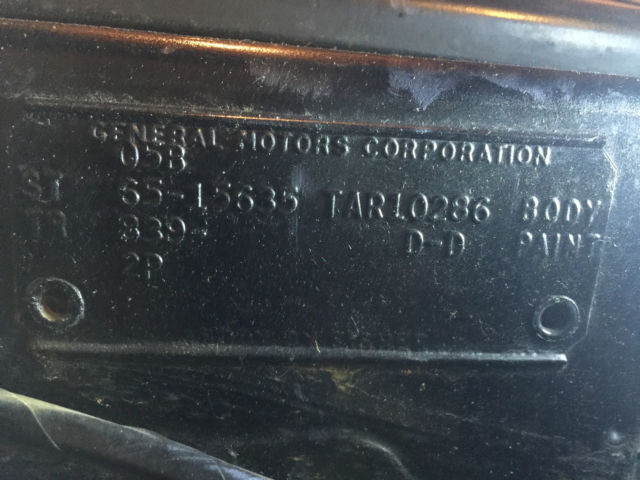 GENERAL MOTORS CORPORATION
05B
ST 65-15635 TAR10286 BODY
TR 839- D-D PAINT
2P